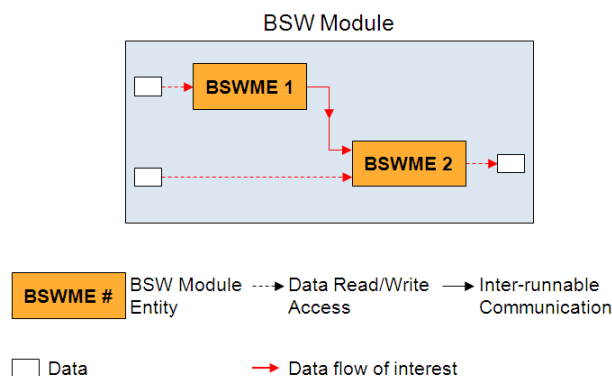 BSW Module
BSWME 1
BSWME 2
BSWME #
BSW Module
Entity
Data Read/Write
Access
Inter-runnable
Communication
Data
Data flow of interest